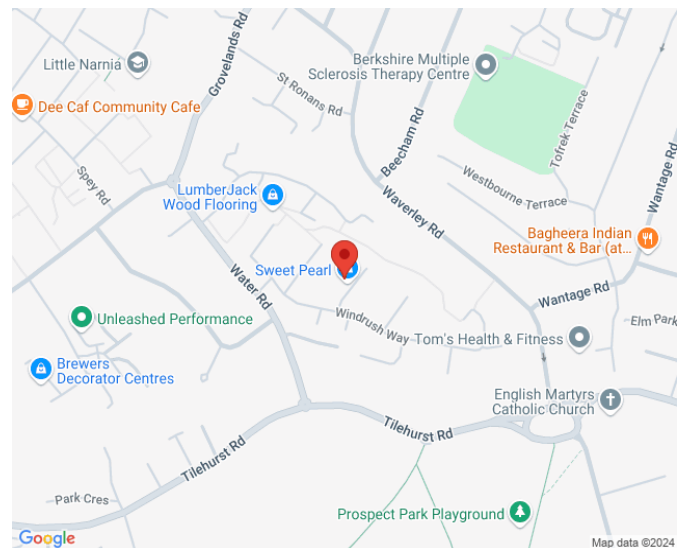 Grovelands Rd
Little Narnia
Berkshire Multiple
Sclerosis Therapy Centre
St Ronans Rd
Dee Caf Community Cafe
Beecham Rd
Tofrek Terrace
Spey Rd
Westbourne Terrace
Wantage Rd
LumberJack
Wood Flooring
Waverley Rd
Bagheera Indian
Restaurant & Bar (at...
Sweet Pearl
Water Rd
Wantage Rd
Unleashed Performance
Windrush Way
Elm Park
Tom's Health & Fitness
Brewers
Decorator Centres
English Martyrs
Catholic Church
Tilehurst Rd
Tilehurst Rd
Park Cres
Prospect Park Playground
Google
Map data ©2024